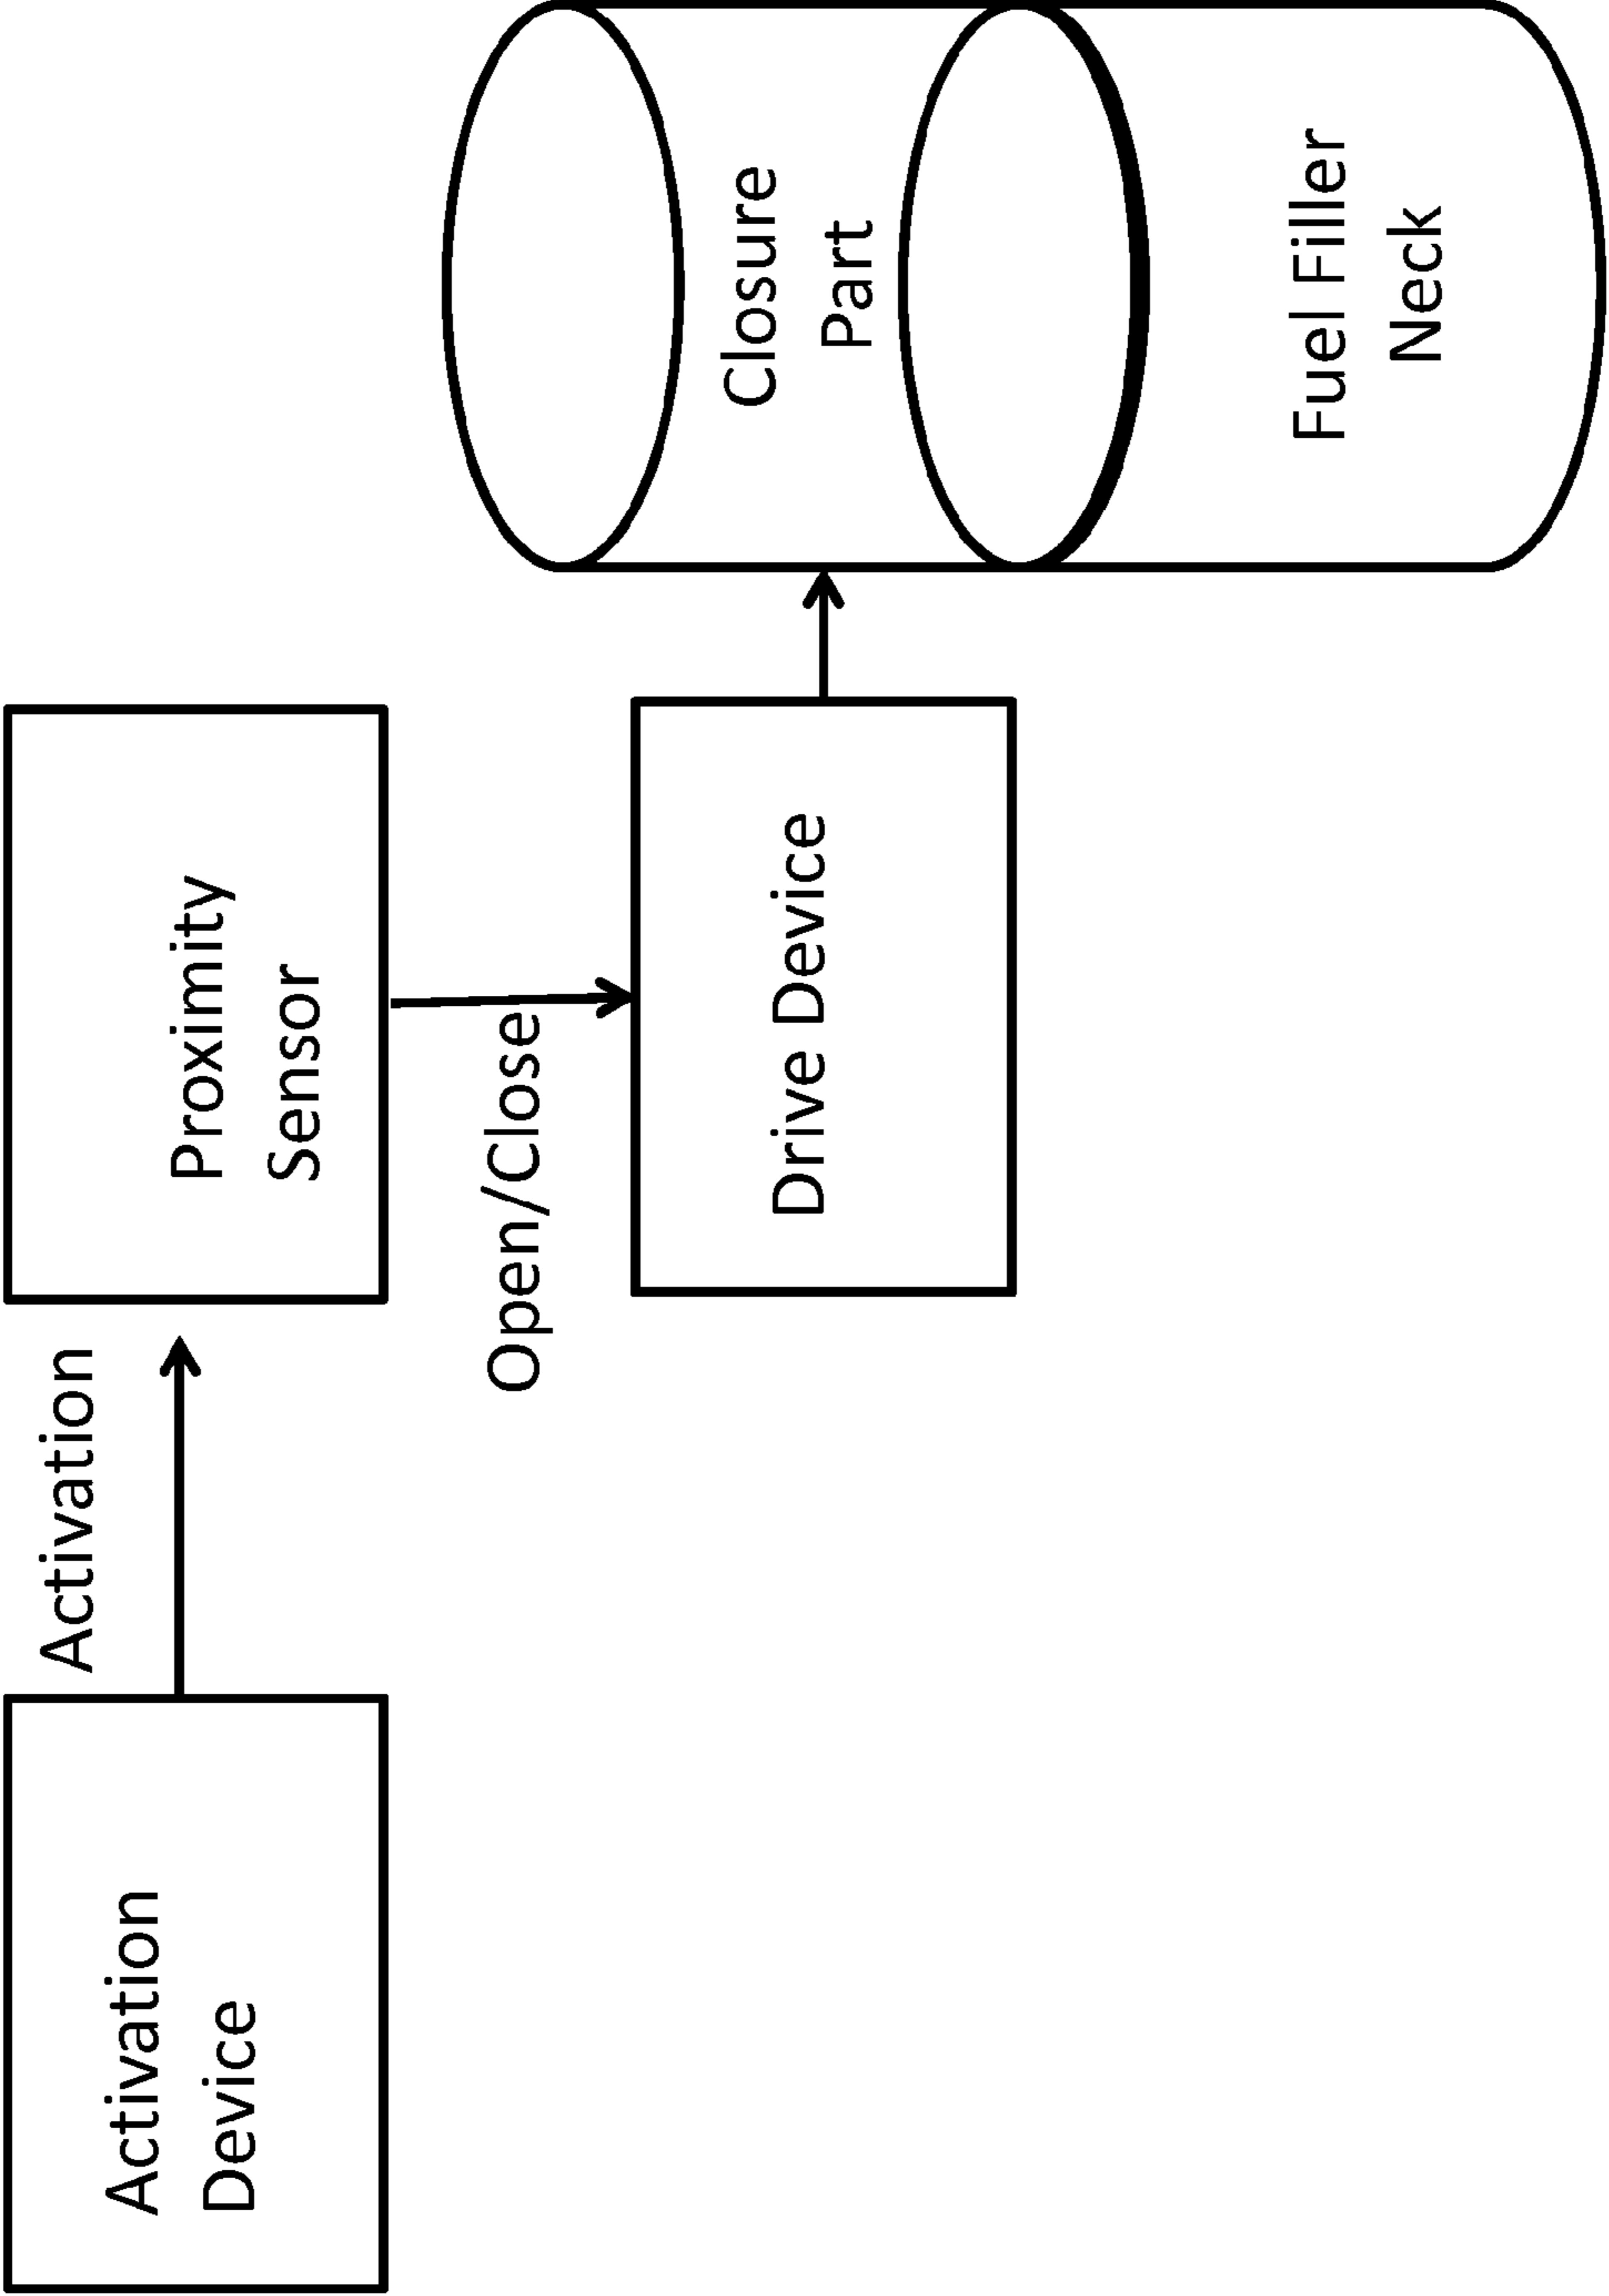 Activation
Device
Activation
Proximity
Sensor
Open/Close
Drive Device
Closure
Part
Fuel Filler
Neck